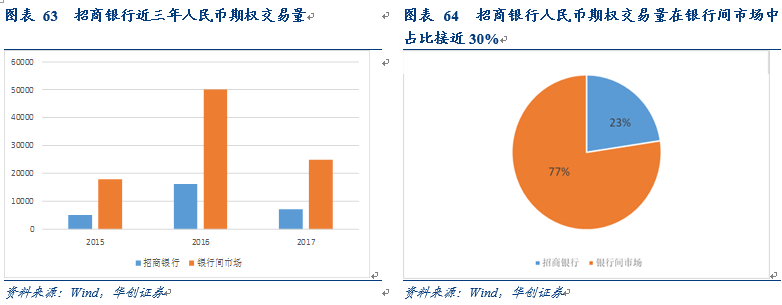 图表 63 招商银行近三年人民币期权交易量
60000
50000
40000
30000
20000
10000
0
2015
2016
2017
招商银行
银行间市场
资料来源：Wind，华创证券
图表 64 招商银行人民币期权交易量在银行间市场中
占比接近 30%
23%
77%
招商银行
银行间市场
资料来源：Wind，华创证券